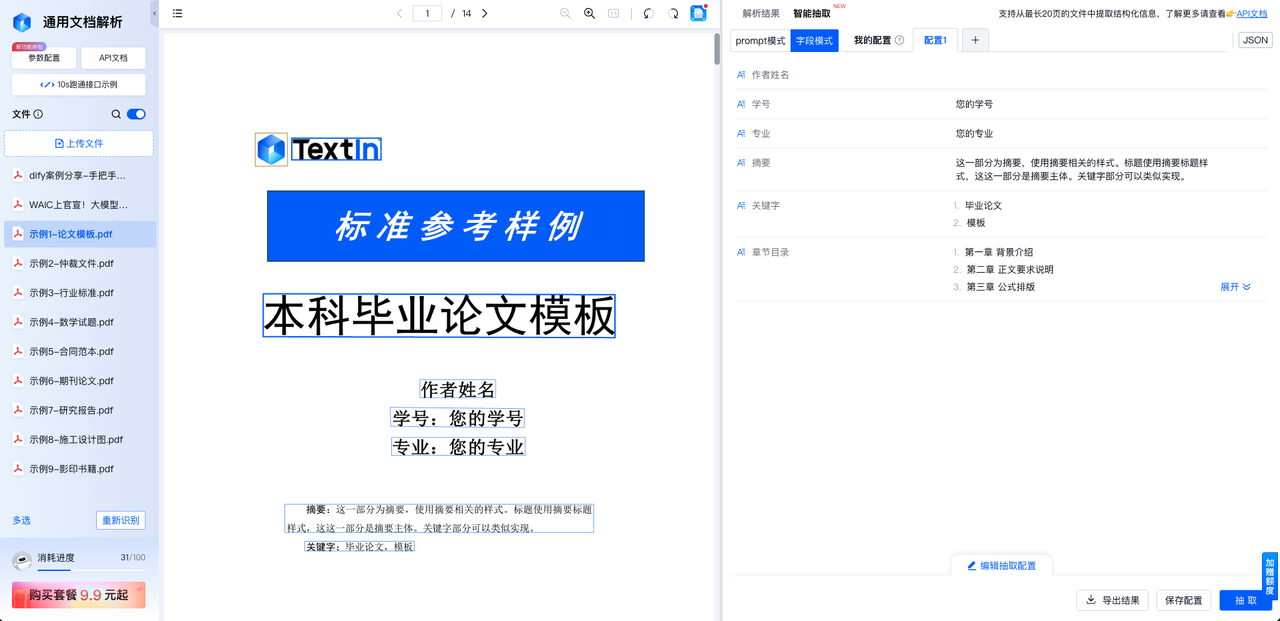 通用文档解析
新功能体验
参数配置
API文档
10s跑通接口示例
文件
上传文件
dify案例分享–手把手...
WAIC上官宣！大模型...
示例1–论文模板.pdf
示例2–仲裁文件.pdf
示例3–行业标准.pdf
示例4–数学试题.pdf
示例5–合同范本.pdf
示例6–期刊论文.pdf
示例7–研究报告.pdf
示例8–施工设计图.pdf
示例9–影印书籍.pdf
多选
重新识别
消耗进度
31/100
购买套餐 9.9 元起
1 / 14
TextIn
标准参考样例
本科毕业论文模板
作者姓名
学号：您的学号
专业：您的专业
摘要：这一部分为摘要，使用摘要相关的样式。标题使用摘要标题
样式，这这一部分是摘要主体。关键字部分可以类似实现。
关键字：毕业论文，模板
解析结果
智能抽取
NEW
支持从最长20页的文件中提取结构化信息，了解更多请查看👉API文档
prompt模式
字段模式
我的配置
配置1
JSON
作者姓名
学号
您的学号
专业
您的专业
摘要
这一部分为摘要，使用摘要相关的样式。标题使用摘要标题样
式，这这一部分是摘要主体。关键字部分可以类似实现。
关键字
1. 毕业论文
2. 模板
章节目录
1. 第一章 背景介绍
2. 第二章 正文要求说明
3. 第三章 公式排版
展开
编辑抽取配置
导出结果
保存配置
抽 取
加赠额度